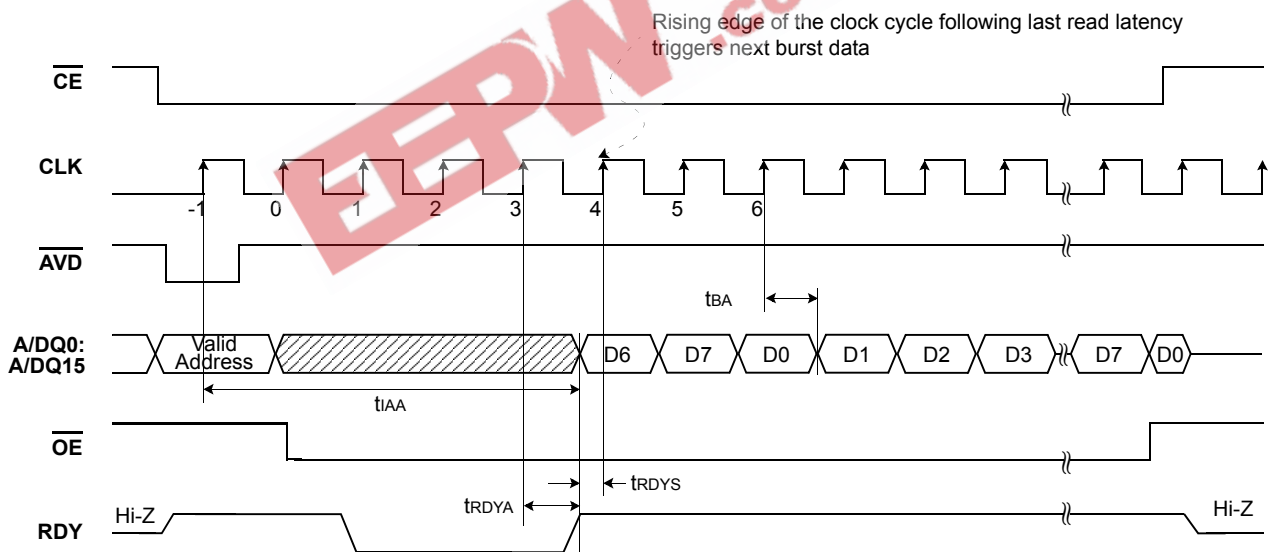 Rising edge of the clock cycle following last read latency
triggers next burst data
CE
CLK
-1 0 1 2 3 4 5 6
AVD
tBA
A/DQ0:
A/DQ15
Valid
Address
D6 D7 D0 D1 D2 D3 D7 D0
tIAA
OE
tRDYS
tRDYA
Hi-Z
Hi-Z
RDY
EEPW .co